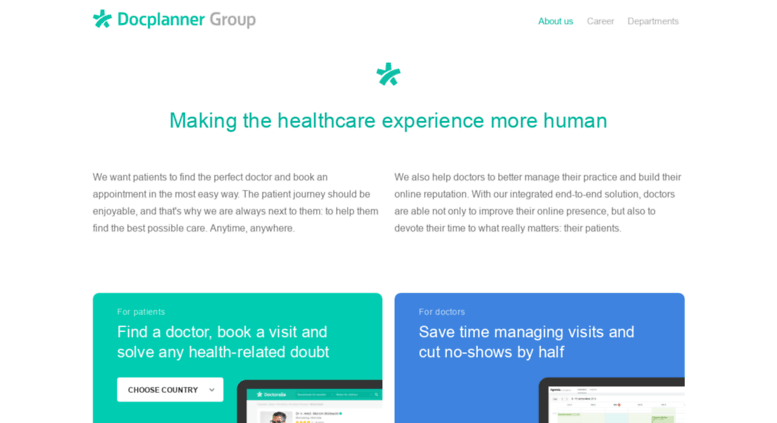 Docplanner Group
About us Career Departments
Making the healthcare experience more human
We want patients to find the perfect doctor and book an
appointment in the most easy way. The patient journey should be
enjoyable, and that's why we are always next to them: to help them
find the best possible care. Anytime, anywhere.
We also help doctors to better manage their practice and build their
online reputation. With our integrated end-to-end solution, doctors
are able not only to improve their online presence, but also to
devote their time to what really matters: their patients.
For patients
Find a doctor, book a visit and
solve any health-related doubt
CHOOSE COUNTRY
For doctors
Save time managing visits and
cut no-shows by half